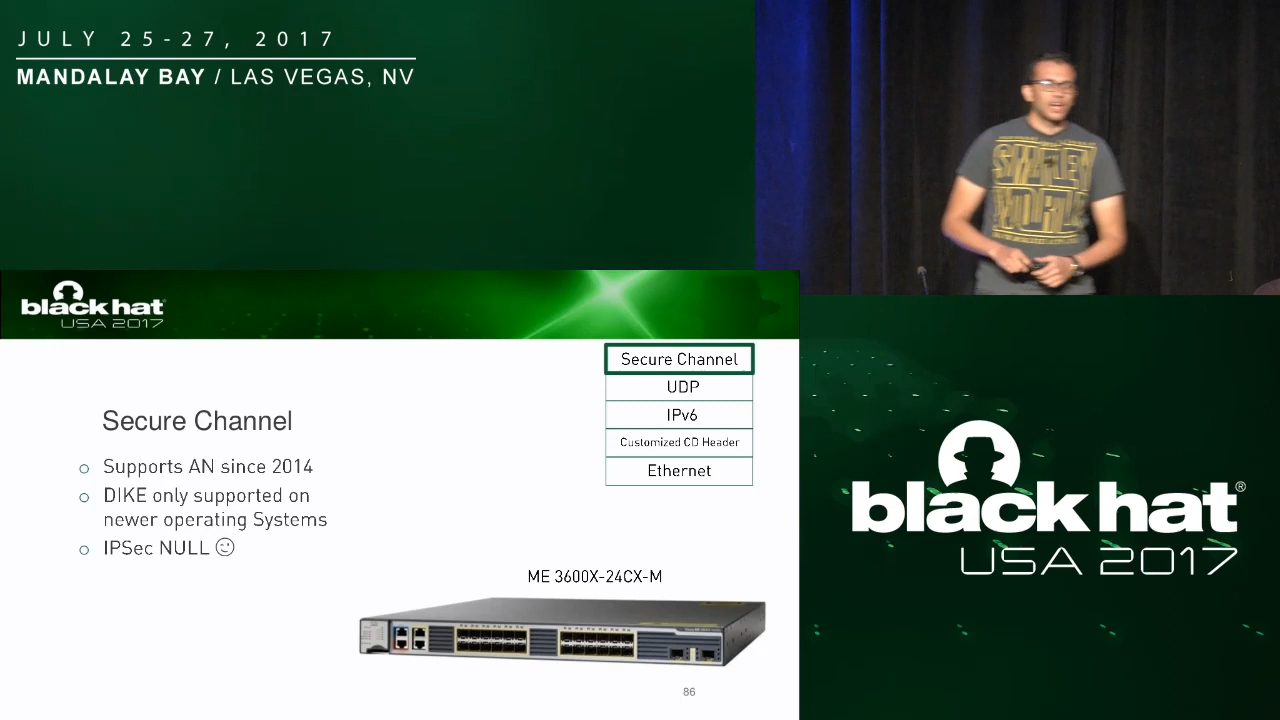 JULY 25-27, 2017
MANDALAY BAY / LAS VEGAS, NV
black hat
USA 2017
Secure Channel
UDP
IPv6
Customized CD Header
Ethernet
Secure Channel
Supports AN since 2014
DIKE only supported on
newer operating Systems
IPSec NULL
ME 3600X-24CX-M
86
black hat®
USA 2017